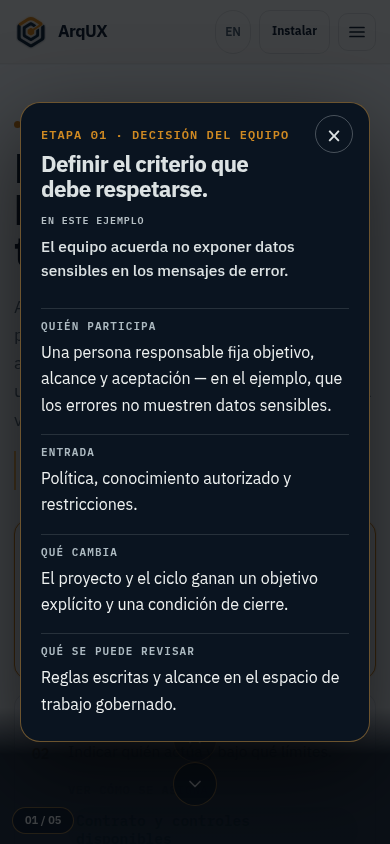 ArqUX
EN
Instalar
ETAPA 01 · DECISIÓN DEL EQUIPO
Definir el criterio que
debe respetarse.
EN ESTE EJEMPLO
El equipo acuerda no exponer datos
sensibles en los mensajes de error.
QUIÉN PARTICIPA
Una persona responsable fija objetivo,
alcance y aceptación — en el ejemplo, que
los errores no muestren datos sensibles.
ENTRADA
Política, conocimiento autorizado y
restricciones.
QUÉ CAMBIA
El proyecto y el ciclo ganan un objetivo
explícito y una condición de cierre.
QUÉ SE PUEDE REVISAR
Reglas escritas y alcance en el espacio de
trabajo gobernado.
01 / 05